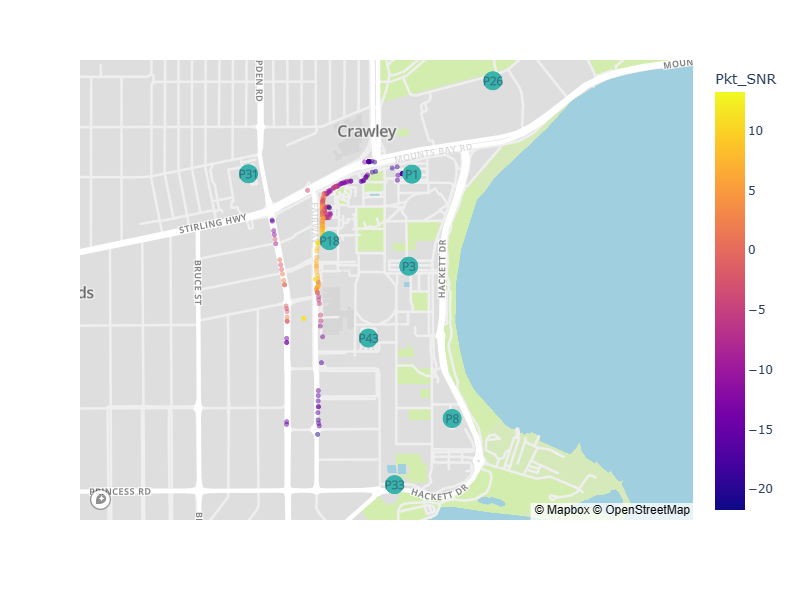 MOUN
Pkt_SNR
PDEN RD
P26
10
Crawley
MOUNTS BAY RD
P31
P1
5
STIRLING HWY
P18
0
HACKETT DR
P3
BRUCE ST
ds
−5
P43
−10
P8
−15
PRINCESS RD
P33
HACKETT DR
−20
© Mapbox © OpenStreetMap